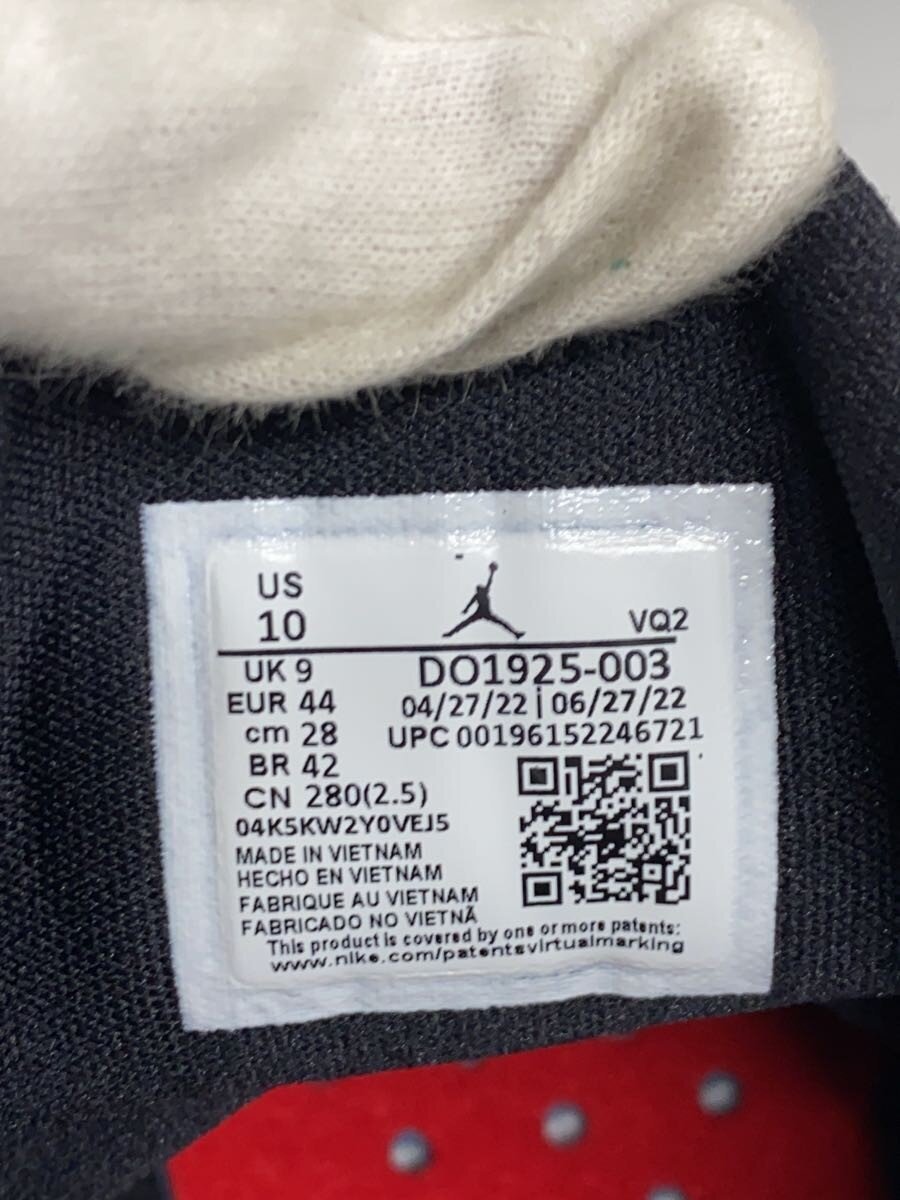 US
10
VQ2
UK 9
DO1925-003
EUR 44
04/27/22 | 06/27/22
cm 28
UPC 00196152246721
BR 42
CN 280(2.5)
04K5KW2Y0VEJ5
MADE IN VIETNAM
HECHO EN VIETNAM
FABRIQUE AU VIETNAM
FABRICADO NO VIETNÃ
This product is covered by one or more patents:
www.nike.com/patentsvirtualmarking